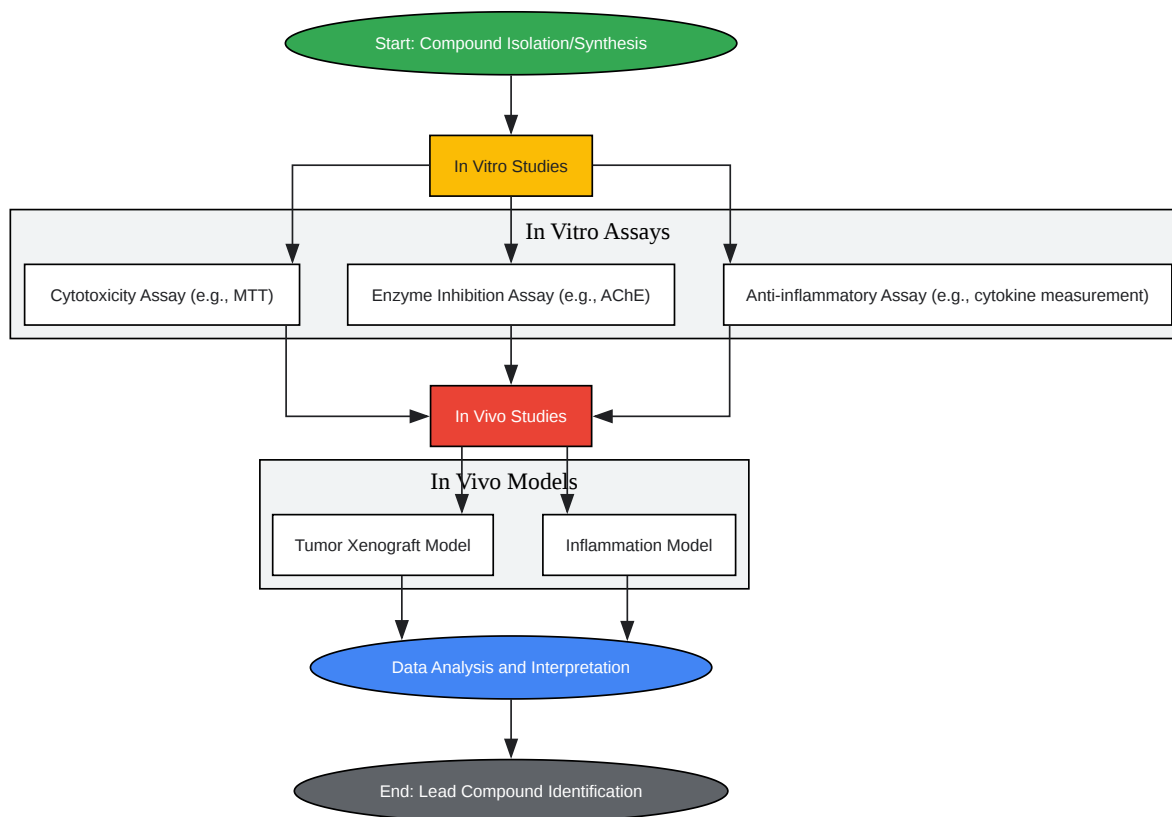 Start: Compound Isolation/Synthesis
In Vitro Studies
In Vitro Assays
Cytotoxicity Assay (e.g., MTT)
Enzyme Inhibition Assay (e.g., AChE)
Anti-inflammatory Assay (e.g., cytokine measurement)
In Vivo Studies
In Vivo Models
Tumor Xenograft Model
Inflammation Model
Data Analysis and Interpretation
End: Lead Compound Identification